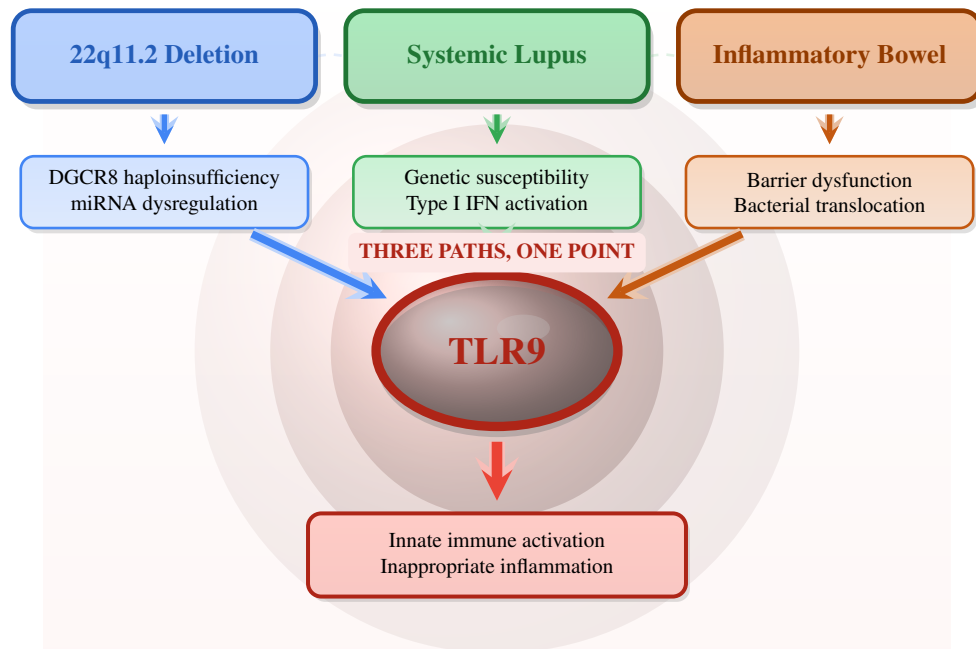 22q11.2 Deletion
Systemic Lupus
Inflammatory Bowel
DGCR8 haploinsufficiency
miRNA dysregulation
Genetic susceptibility
Type I IFN activation
Barrier dysfunction
Bacterial translocation
THREE PATHS, ONE POINT
TLR9
Innate immune activation
Inappropriate inflammation